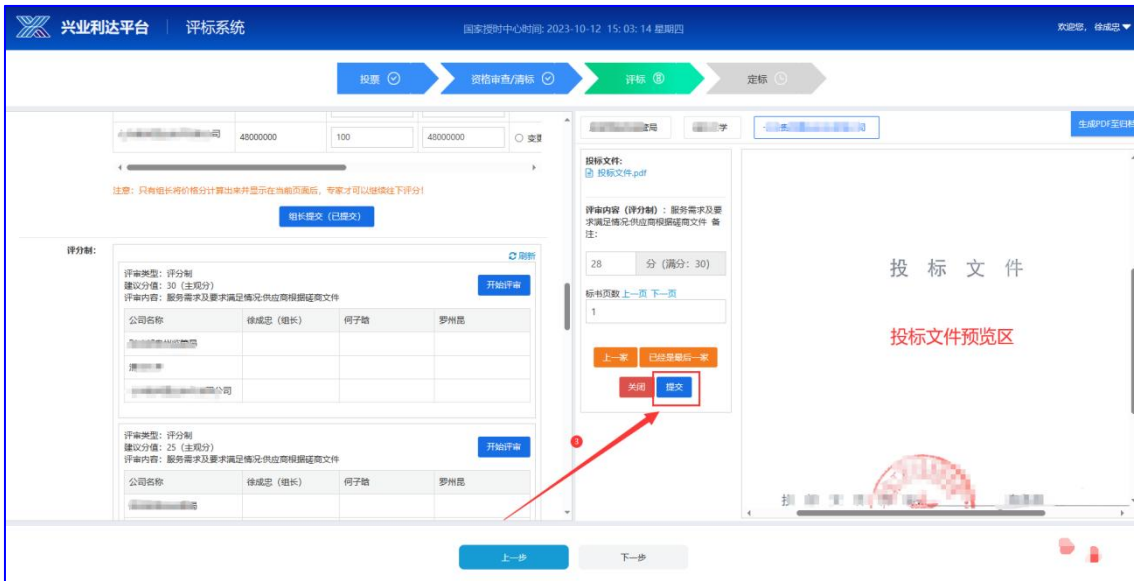 兴业利达平台 评标系统 国家授时中心时间: 2023-10-12 15:03:14 星期四 欢迎您，徐成忠
投票 资格审查/清标 评标 定标
司 48000000 100 48000000 变更
注意：只有组长将价格分计算出来并显示在当前页面后，专家才可以继续往下评分！
组长提交（已提交）
评分制:
刷新
评审类型：评分制
建议分值：30（主观分）
评审内容：服务需求及要求满足情况:供应商根据磋商文件
开始评审
公司名称 徐成忠（组长） 何子晗 罗州昆
公司
评审类型：评分制
建议分值：25（主观分）
评审内容：服务需求及要求满足情况:供应商根据磋商文件
开始评审
公司名称 徐成忠（组长） 何子晗 罗州昆
局 学 司
生成PDF至归档
投标文件:
投标文件.pdf
评审内容（评分制）: 服务需求及要
求满足情况:供应商根据磋商文件 备
注:
28 分（满分：30）
标书页数 上一页 下一页
1
上一家 已经是最后一家
关闭 提交
3
投 标 文 件
投标文件预览区
上一步 下一步